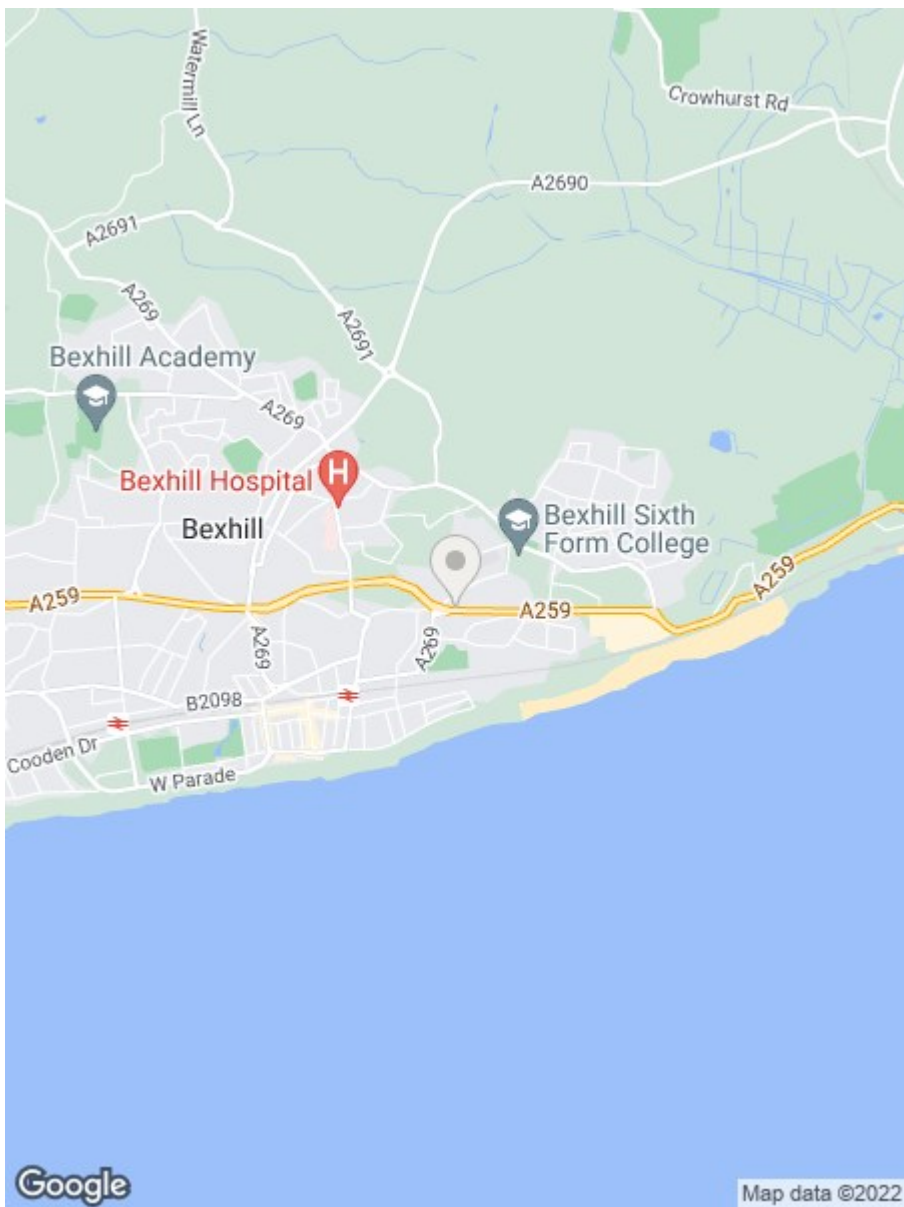 Watermill Ln
Crowhurst Rd
A2690
A2691
A269
A2691
Bexhill Academy
A269
Bexhill Hospital
H
Bexhill
Bexhill Sixth
Form College
A259
A259
A259
A269
A269
B2098
Cooden Dr
W Parade
Google
Map data ©2022